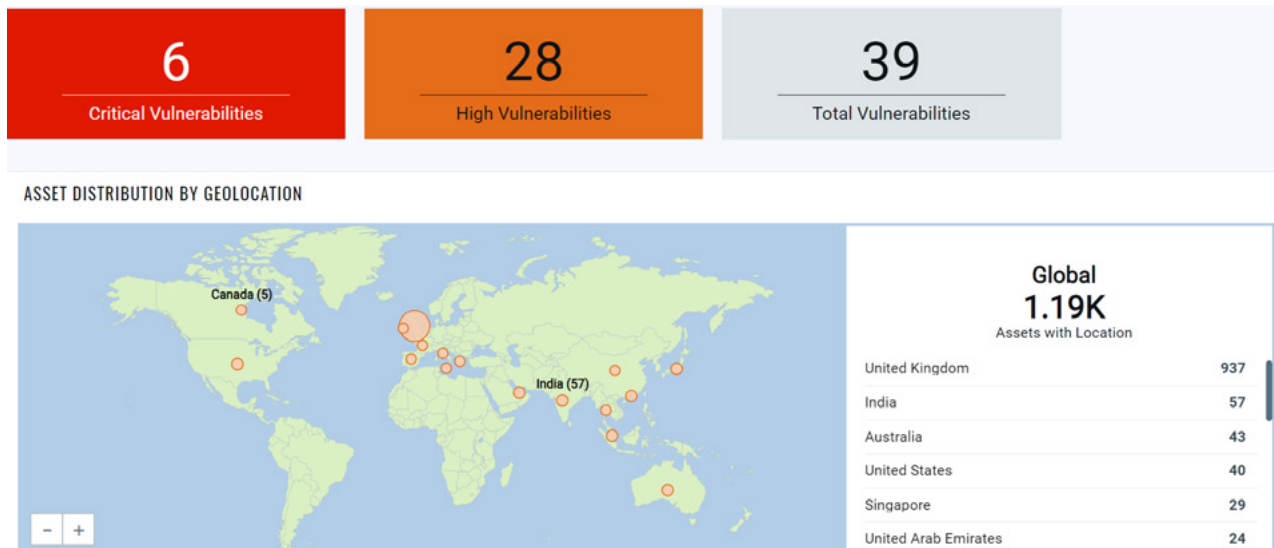 6
Critical Vulnerabilities
28
High Vulnerabilities
39
Total Vulnerabilities
ASSET DISTRIBUTION BY GEOLOCATION
Canada (5)
India (57)
- +
Global
1.19K
Assets with Location
United Kingdom 937
India 57
Australia 43
United States 40
Singapore 29
United Arab Emirates 24